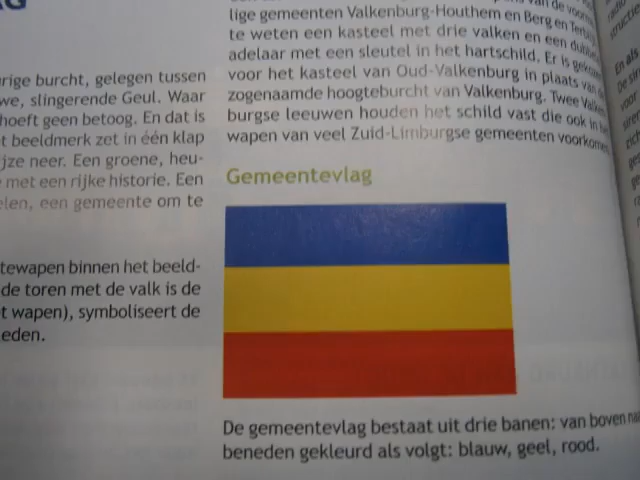 urige burcht, gelegen tussen
we, slingerende Geul. Waar
hoeft geen betoog. En dat is
t beeldmerk zet in één klap
ijze neer. Een groene, heu-
e met een rijke historie. Een
elen, een gemeente om te
tewapen binnen het beeld-
de toren met de valk is de
t wapen), symboliseert de
eden.
lige gemeenten Valkenburg-Houthem en Berg en
te weten een kasteel met drie valken en een
adelaar met een sleutel in het hartschild. Er is
voor het kasteel van Oud-Valkenburg in plaats van
zogenaamde hoogteburcht van Valkenburg. Twee
burgse leeuwen houden het schild vast die ook in
wapen van veel Zuid-Limburgse gemeenten
Gemeentevlag
De gemeentevlag bestaat uit drie banen: van boven
beneden gekleurd als volgt: blauw, geel, rood.